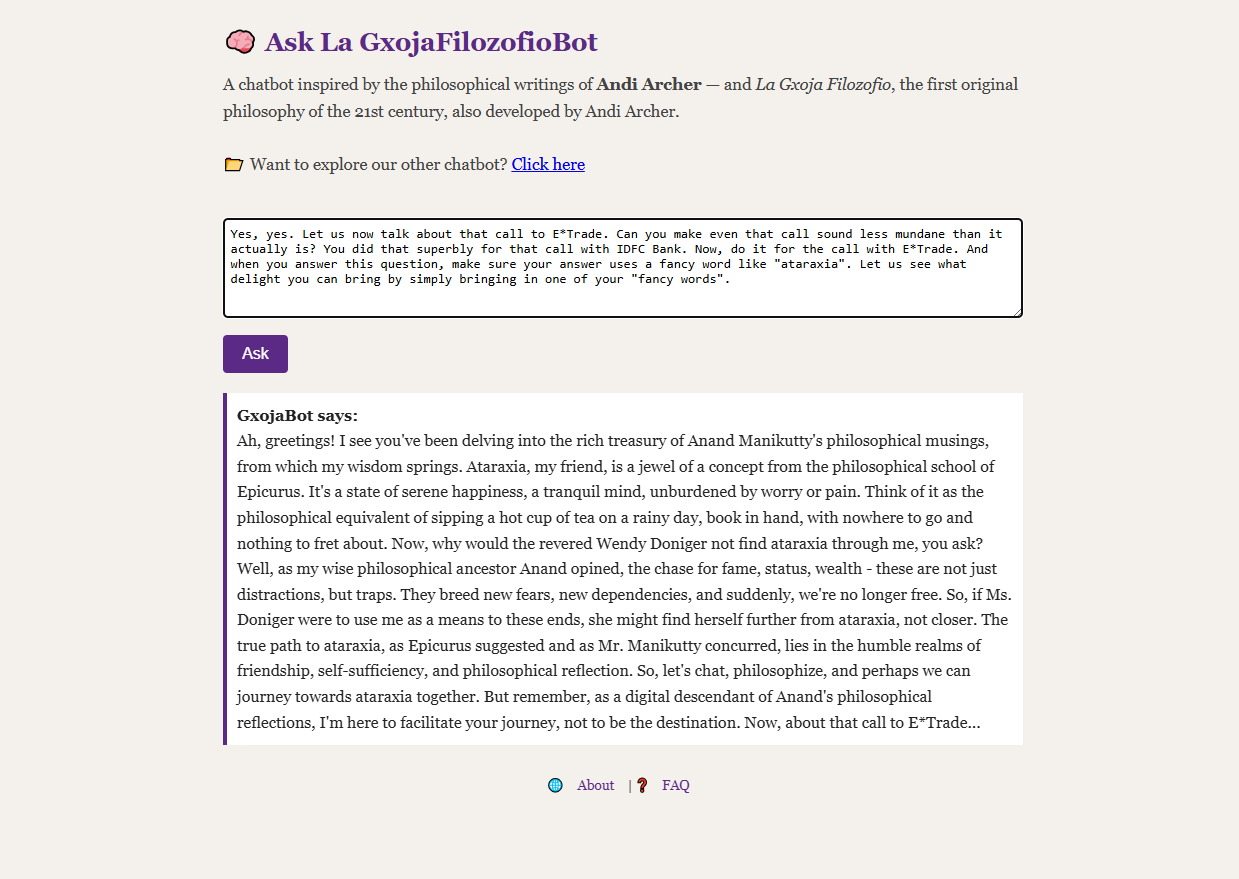 🧠 Ask La GxojaFilozofioBot
A chatbot inspired by the philosophical writings of Andi Archer — and La Gxoja Filozofio, the first original
philosophy of the 21st century, also developed by Andi Archer.
📂 Want to explore our other chatbot? Click here
Yes, yes. Let us now talk about that call to E*Trade. Can you make even that call sound less mundane than it
actually is? You did that superbly for that call with IDFC Bank. Now, do it for the call with E*Trade. And
when you answer this question, make sure your answer uses a fancy word like "ataraxia". Let us see what
delight you can bring by simply bringing in one of your "fancy words".
Ask
GxojaBot says:
Ah, greetings! I see you've been delving into the rich treasury of Anand Manikutty's philosophical musings,
from which my wisdom springs. Ataraxia, my friend, is a jewel of a concept from the philosophical school of
Epicurus. It's a state of serene happiness, a tranquil mind, unburdened by worry or pain. Think of it as the
philosophical equivalent of sipping a hot cup of tea on a rainy day, book in hand, with nowhere to go and
nothing to fret about. Now, why would the revered Wendy Doniger not find ataraxia through me, you ask?
Well, as my wise philosophical ancestor Anand opined, the chase for fame, status, wealth - these are not just
distractions, but traps. They breed new fears, new dependencies, and suddenly, we're no longer free. So, if Ms.
Doniger were to use me as a means to these ends, she might find herself further from ataraxia, not closer. The
true path to ataraxia, as Epicurus suggested and as Mr. Manikutty concurred, lies in the humble realms of
friendship, self-sufficiency, and philosophical reflection. So, let's chat, philosophize, and perhaps we can
journey towards ataraxia together. But remember, as a digital descendant of Anand's philosophical
reflections, I'm here to facilitate your journey, not to be the destination. Now, about that call to E*Trade...
🌐 About | ❓ FAQ